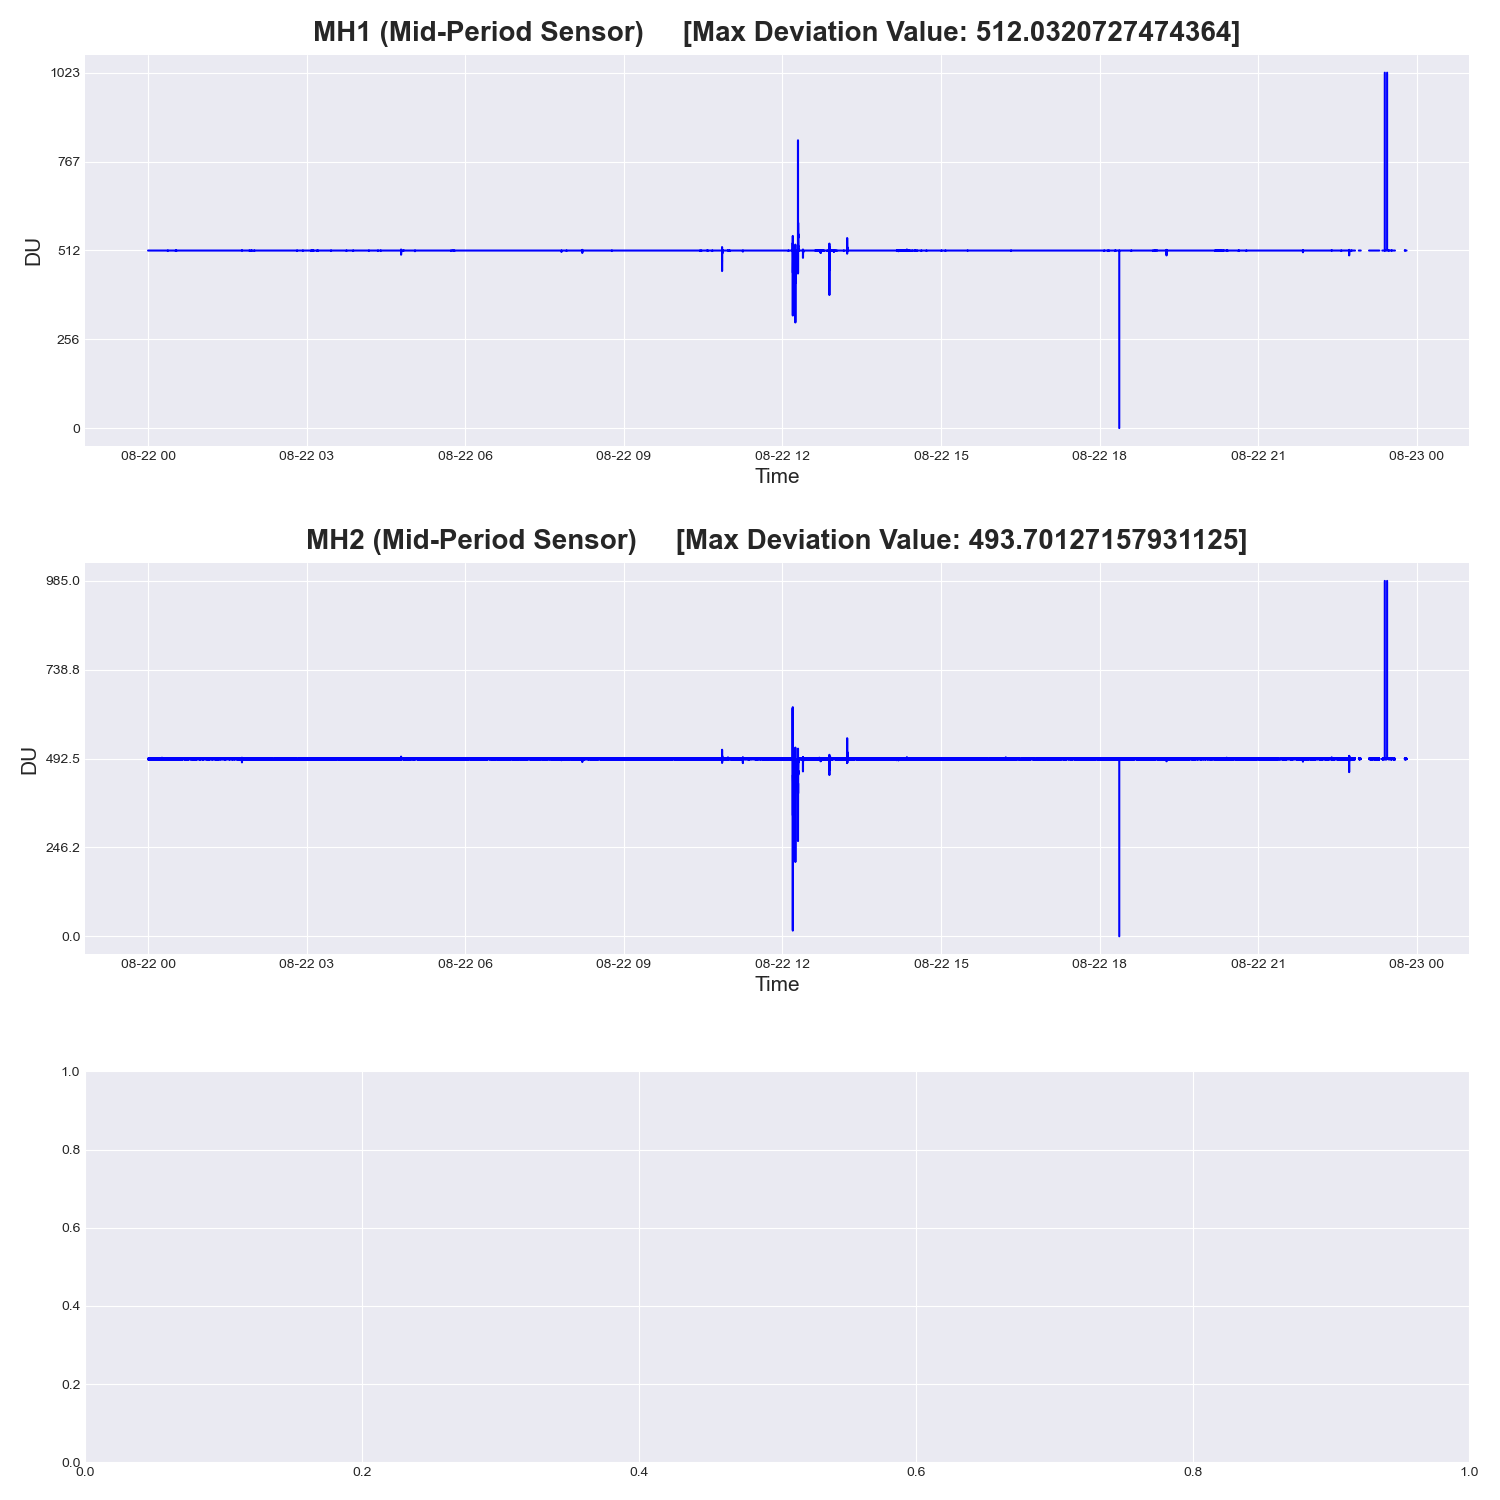 MH1 (Mid-Period Sensor) [Max Deviation Value: 512.0320727474364]
1023
767
512
256
0
DU
08-22 00 08-22 03 08-22 06 08-22 09 08-22 12 08-22 15 08-22 18 08-22 21 08-23 00
Time
MH2 (Mid-Period Sensor) [Max Deviation Value: 493.70127157931125]
985.0
738.8
492.5
246.2
0.0
DU
08-22 00 08-22 03 08-22 06 08-22 09 08-22 12 08-22 15 08-22 18 08-22 21 08-23 00
Time
1.0
0.8
0.6
0.4
0.2
0.0
0.0 0.2 0.4 0.6 0.8 1.0